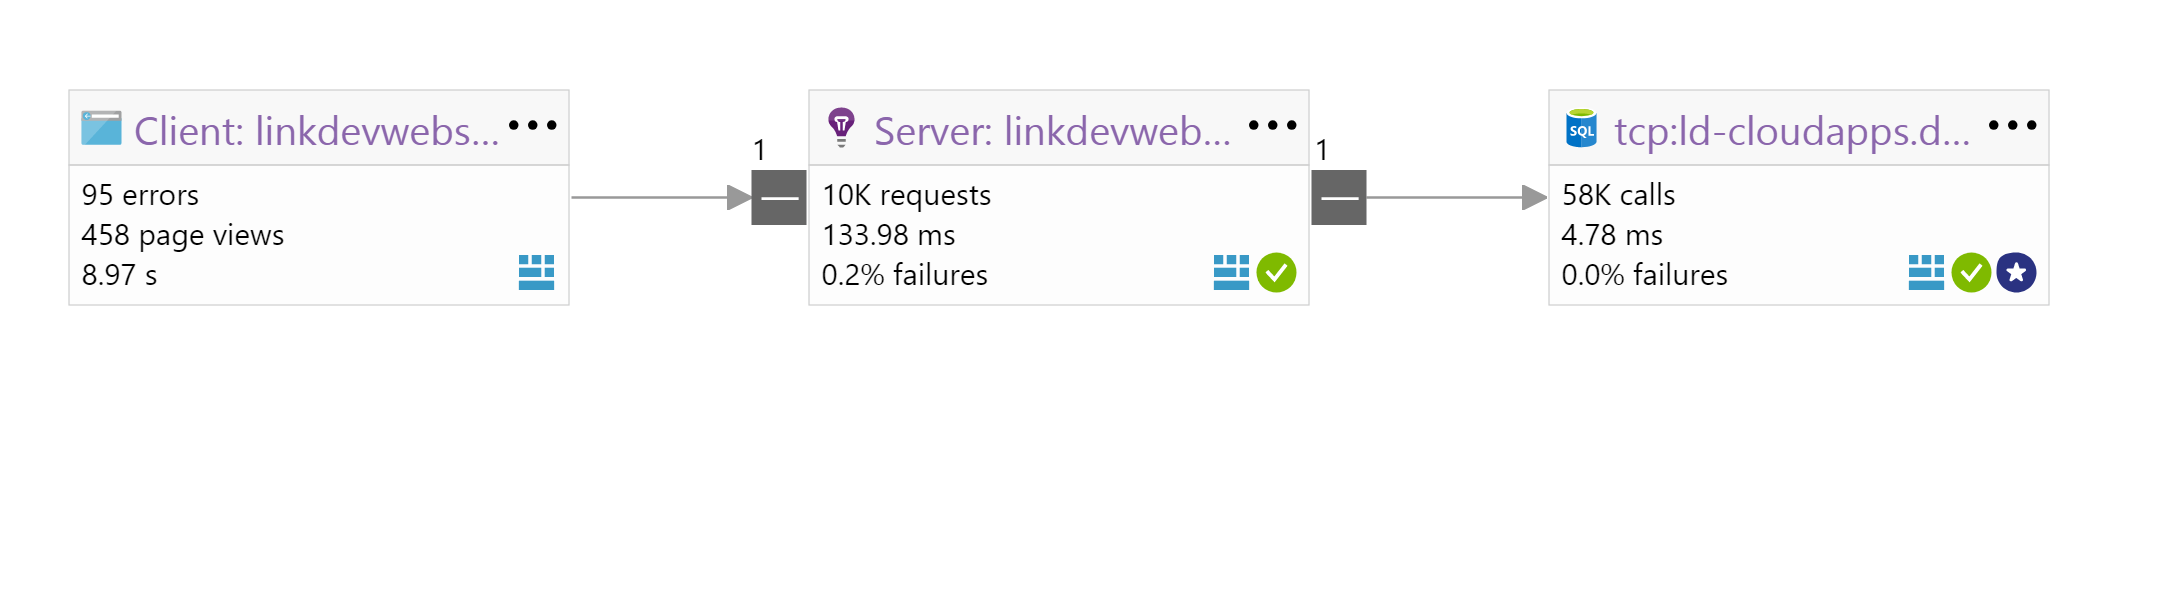 Client: linkdevwebs...
95 errors
458 page views
8.97 s
1
Server: linkdevweb...
10K requests
133.98 ms
0.2% failures
1
SQL
tcp:ld-cloudapps.d...
58K calls
4.78 ms
0.0% failures